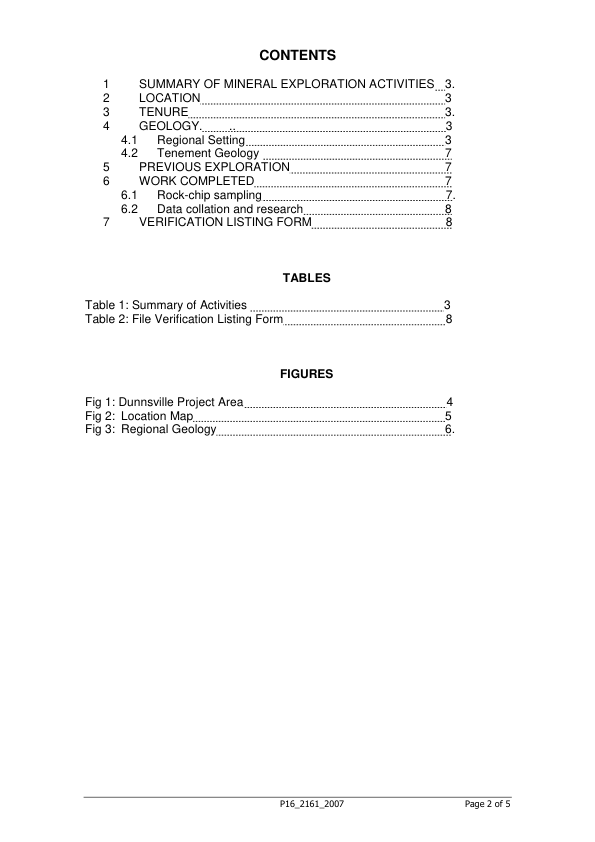 CONTENTS
1 SUMMARY OF MINERAL EXPLORATION ACTIVITIES 3.
2 LOCATION 3
3 TENURE 3.
4 GEOLOGY. .. 3
4.1 Regional Setting 3
4.2 Tenement Geology 7
5 PREVIOUS EXPLORATION 7
6 WORK COMPLETED 7
6.1 Rock-chip sampling 7.
6.2 Data collation and research 8
7 VERIFICATION LISTING FORM 8
TABLES
Table 1: Summary of Activities 3
Table 2: File Verification Listing Form 8
FIGURES
Fig 1: Dunnsville Project Area 4
Fig 2: Location Map 5
Fig 3: Regional Geology 6.
P16_2161_2007 Page 2 of 5